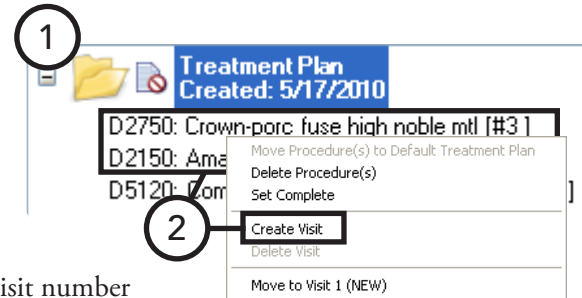 1
Treatment Plan
Created: 5/17/2010
D2750: Crown-porc fuse high noble mtl [#3 ]
D2150: Ama
D5120: Com ]
Move Procedure(s) to Default Treatment Plan
Delete Procedure(s)
Set Complete
2
Create Visit
Delete Visit
Move to Visit 1 (NEW)
isit number